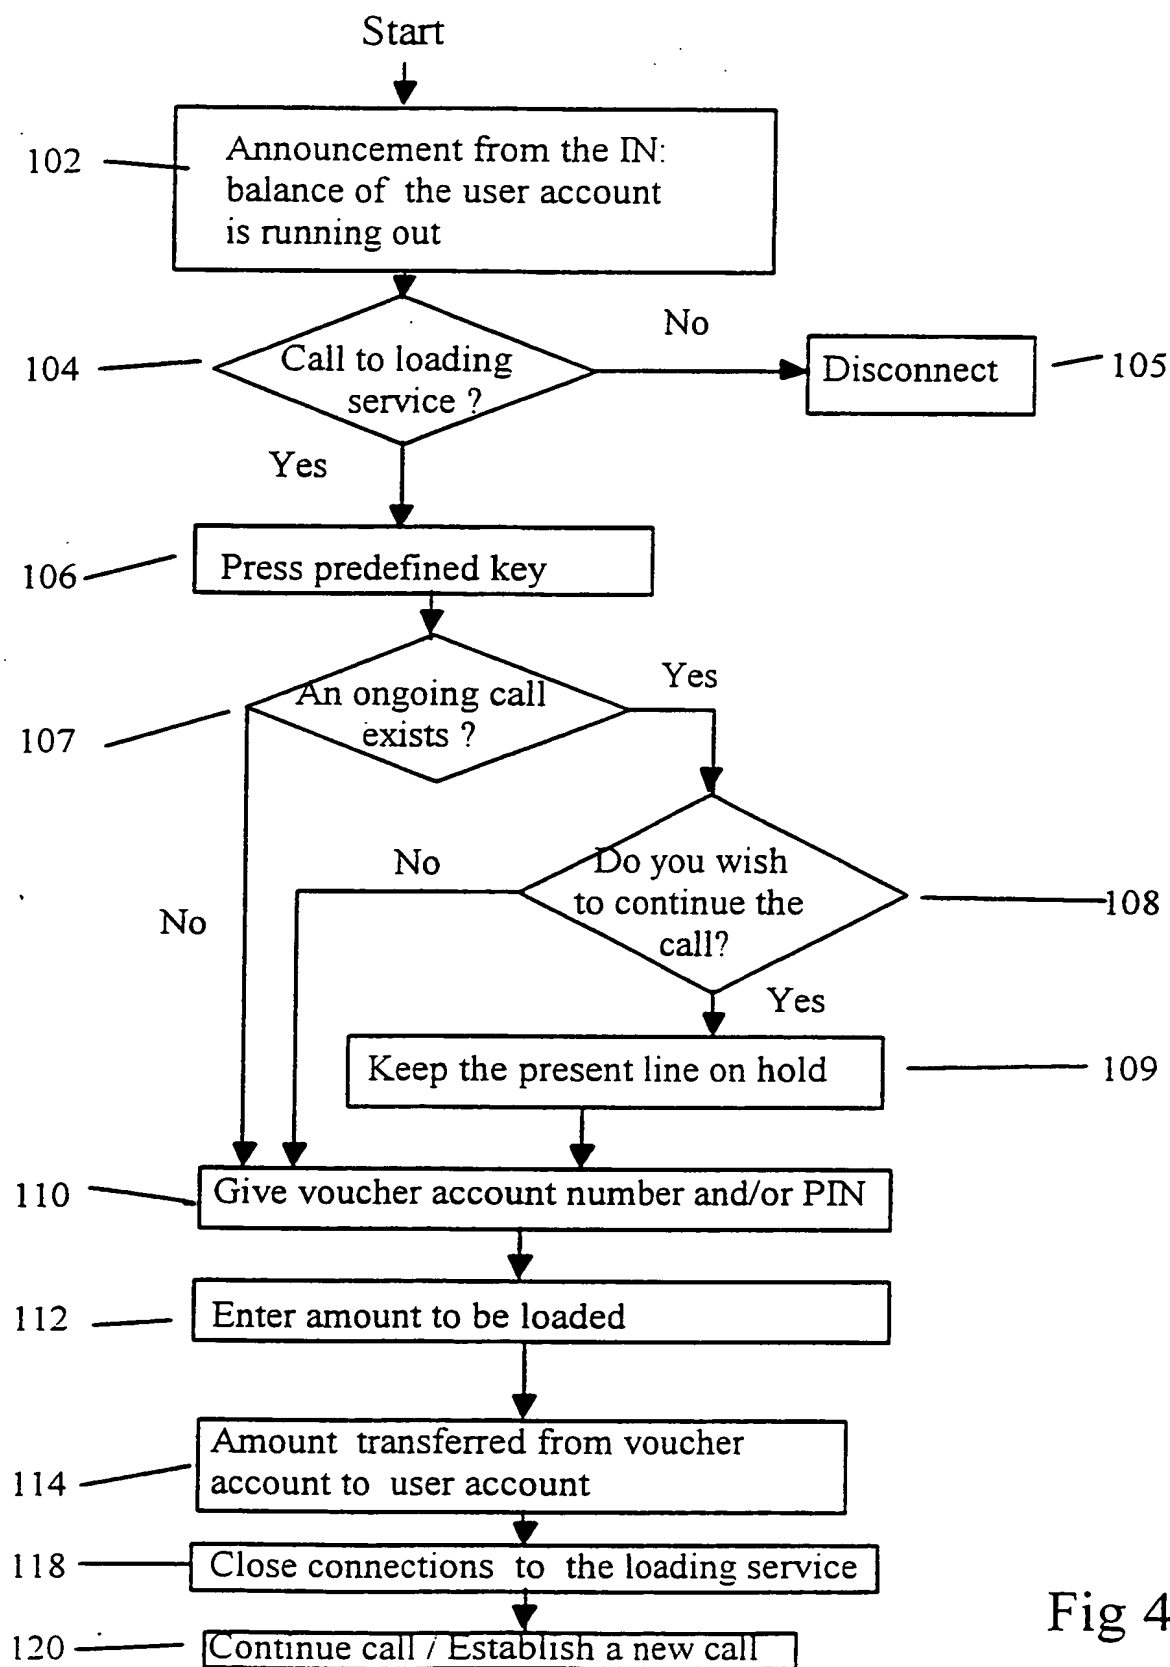 Start
102
Announcement from the IN:
balance of the user account
is running out
104
Call to loading
service ?
No
Disconnect
105
Yes
106
Press predefined key
107
An ongoing call
exists ?
Yes
No
Do you wish
to continue the
call?
108
No
Yes
Keep the present line on hold
109
110
Give voucher account number and/or PIN
112
Enter amount to be loaded
114
Amount transferred from voucher
account to user account
118
Close connections to the loading service
120
Continue call / Establish a new call
Fig 4